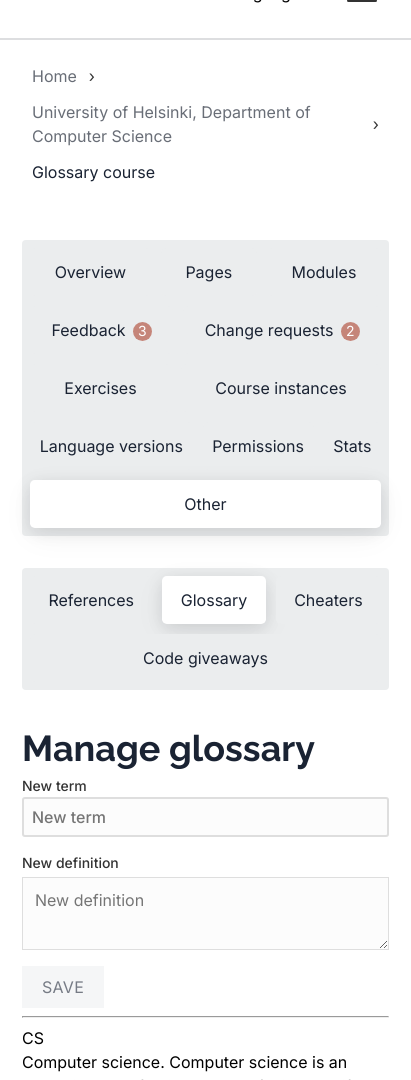 Home ›
University of Helsinki, Department of
Computer Science ›
Glossary course
Overview Pages Modules
Feedback 3 Change requests 2
Exercises Course instances
Language versions Permissions Stats
Other
References Glossary Cheaters
Code giveaways
Manage glossary
New term
New term
New definition
New definition
SAVE
CS
Computer science. Computer science is an